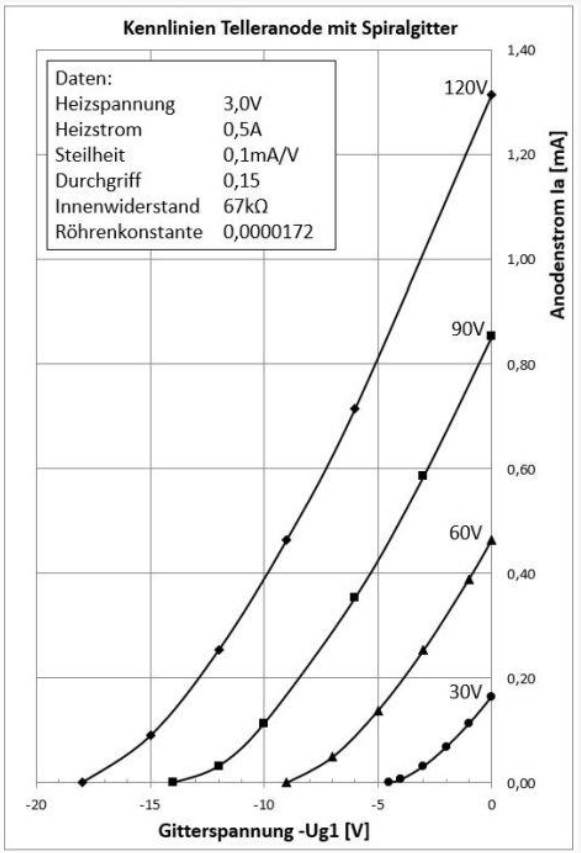 Kennlinien Telleranode mit Spiralgitter
Daten:
Heizspannung 3,0V
Heizstrom 0,5A
Steilheit 0,1mA/V
Durchgriff 0,15
Innenwiderstand 67kΩ
Röhrenkonstante 0,0000172
120V
90V
60V
30V
1,40
1,20
1,00
0,80
0,60
0,40
0,20
0,00
Anodenstrom Ia [mA]
-20 -15 -10 -5 0
Gitterspannung -Ug1 [V]